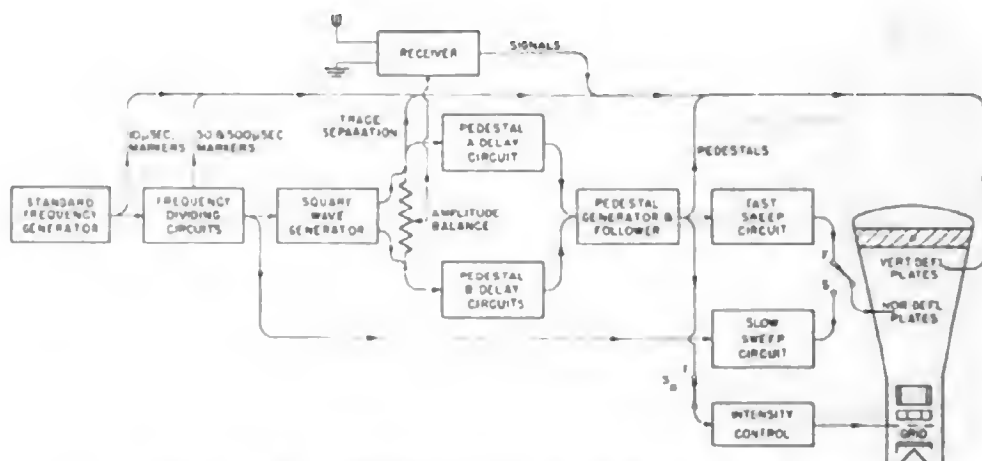 RECEIVER
SIGNALS
10μSEC.
MARKERS
50 & 500μSEC
MARKERS
TRACE
SEPARATION
PEDESTAL
A DELAY
CIRCUIT
PEDESTALS
STANDARD
FREQUENCY
GENERATOR
FREQUENCY
DIVIDING
CIRCUITS
SQUARE
WAVE
GENERATOR
AMPLITUDE
BALANCE
PEDESTAL
GENERATOR &
FOLLOWER
FAST
SWEEP
CIRCUIT
PEDESTAL
B DELAY
CIRCUITS
F
S
VERT DEFL
PLATES
HOR DEFL
PLATES
SLOW
SWEEP
CIRCUIT
S
F
INTENSITY
CONTROL
GRID